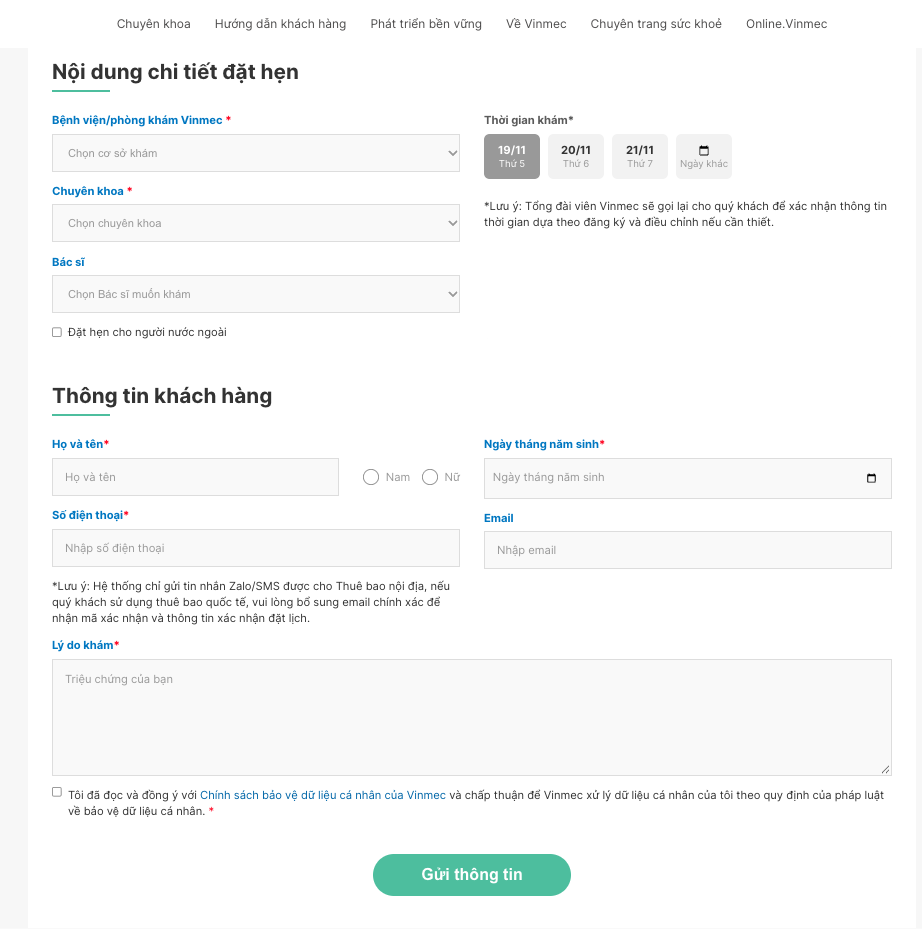 Chuyên khoa Hướng dẫn khách hàng Phát triển bền vững Về Vinmec Chuyên trang sức khoẻ Online.Vinmec
Nội dung chi tiết đặt hẹn
Bệnh viện/phòng khám Vinmec *
Chọn cơ sở khám
Chuyên khoa *
Chọn chuyên khoa
Bác sĩ
Chọn Bác sĩ muốn khám
Đặt hẹn cho người nước ngoài
Thời gian khám*
19/11 20/11 21/11
Thứ 5 Thứ 6 Thứ 7 Ngày khác
*Lưu ý: Tổng đài viên Vinmec sẽ gọi lại cho quý khách để xác nhận thông tin
thời gian dựa theo đăng ký và điều chỉnh nếu cần thiết.
Thông tin khách hàng
Họ và tên*
Họ và tên Nam Nữ
Ngày tháng năm sinh*
Ngày tháng năm sinh
Số điện thoại*
Nhập số điện thoại
Email
Nhập email
*Lưu ý: Hệ thống chỉ gửi tin nhắn Zalo/SMS được cho Thuê bao nội địa, nếu
quý khách sử dụng thuê bao quốc tế, vui lòng bổ sung email chính xác để
nhận mã xác nhận và thông tin xác nhận đặt lịch.
Lý do khám*
Triệu chứng của bạn
Tôi đã đọc và đồng ý với Chính sách bảo vệ dữ liệu cá nhân của Vinmec và chấp thuận để Vinmec xử lý dữ liệu cá nhân của tôi theo quy định của pháp luật
về bảo vệ dữ liệu cá nhân. *
Gửi thông tin